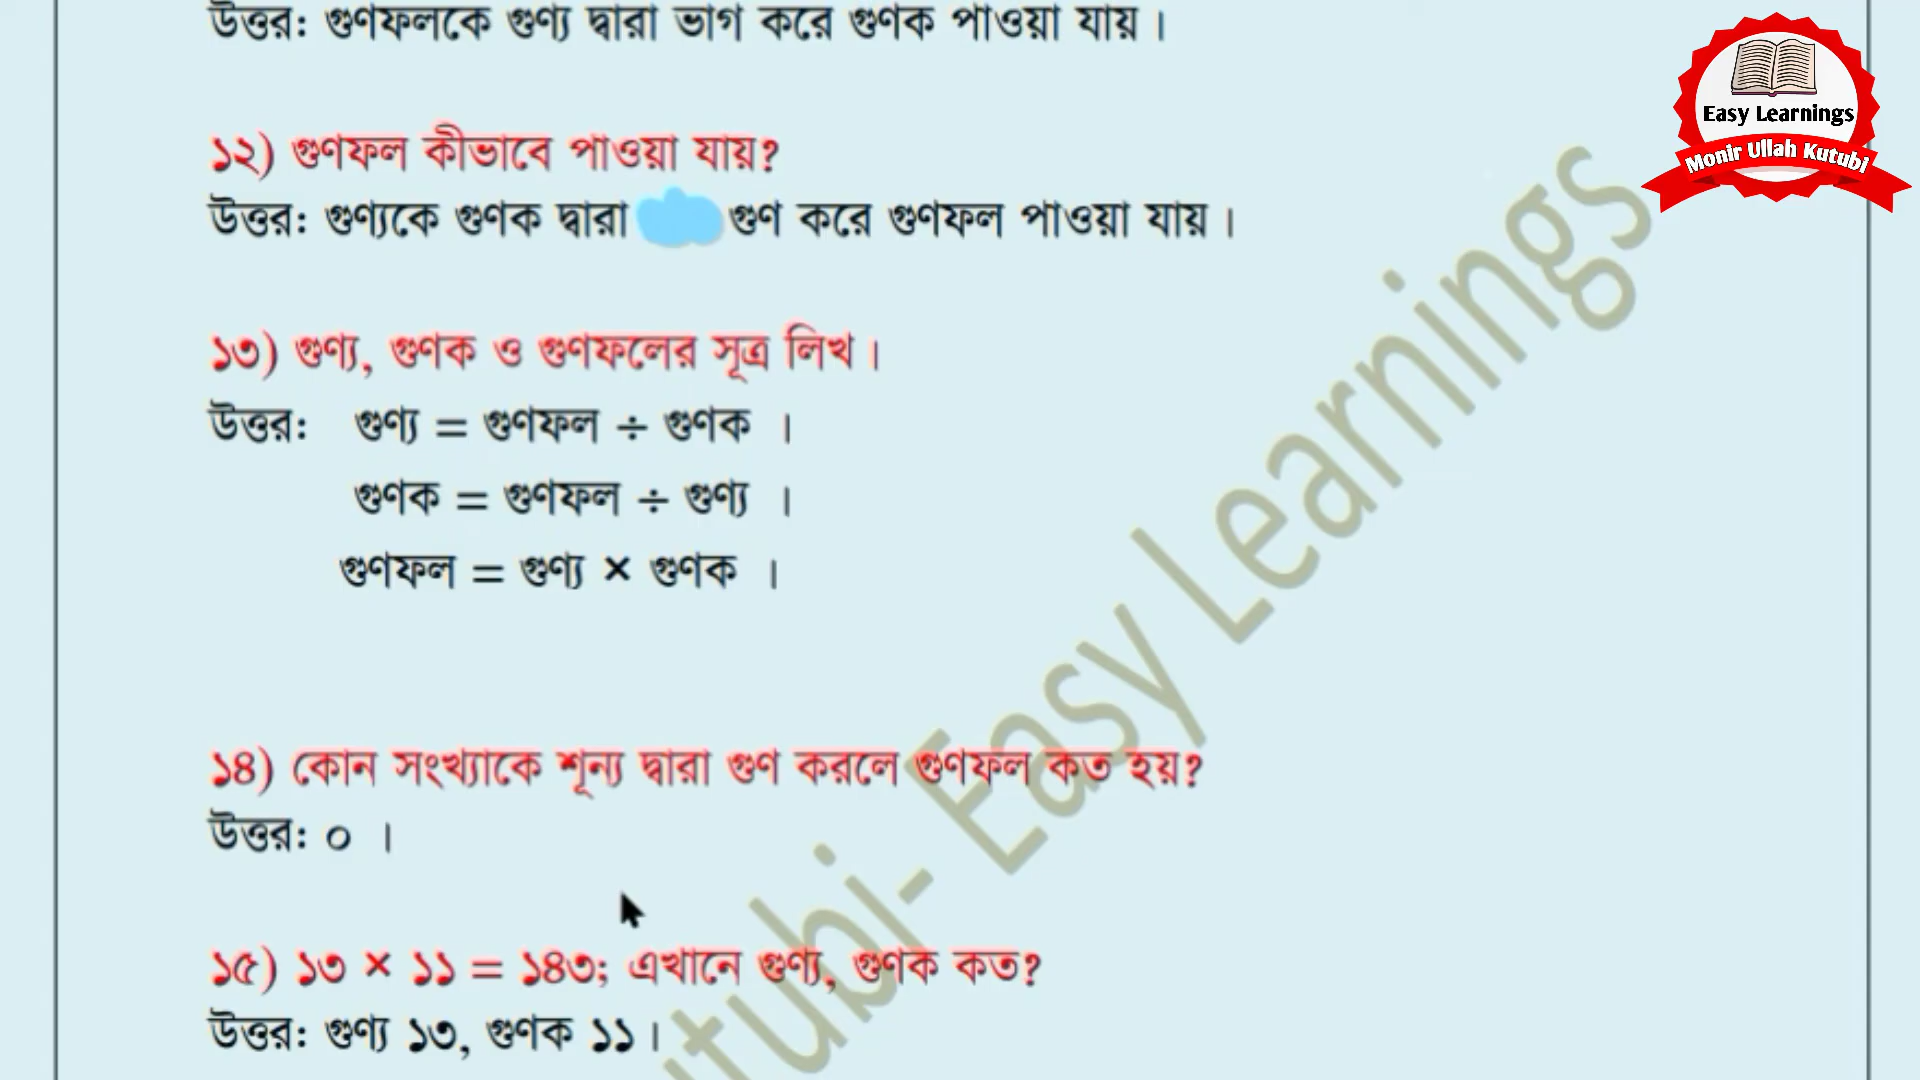 উত্তর: গুণফলকে গুণ্য দ্বারা ভাগ করে গুণক পাওয়া যায়।
Easy Learnings
Monir Ullah Kutubi
১২) গুণফল কীভাবে পাওয়া যায়?
উত্তর: গুণ্যকে গুণক দ্বারা গুণ করে গুণফল পাওয়া যায়।
১৩) গুণ্য, গুণক ও গুণফলের সূত্র লিখ।
উত্তর: গুণ্য = গুণফল ÷ গুণক ।
গুণক = গুণফল ÷ গুণ্য ।
গুণফল = গুণ্য × গুণক ।
১৪) কোন সংখ্যাকে শূন্য দ্বারা গুণ করলে গুণফল কত হয়?
উত্তর: ০ ।
১৫) ১৩ × ১১ = ১৪৩; এখানে গুণ্য, গুণক কত?
উত্তর: গুণ্য ১৩, গুণক ১১।
utubi- Easy Learnings